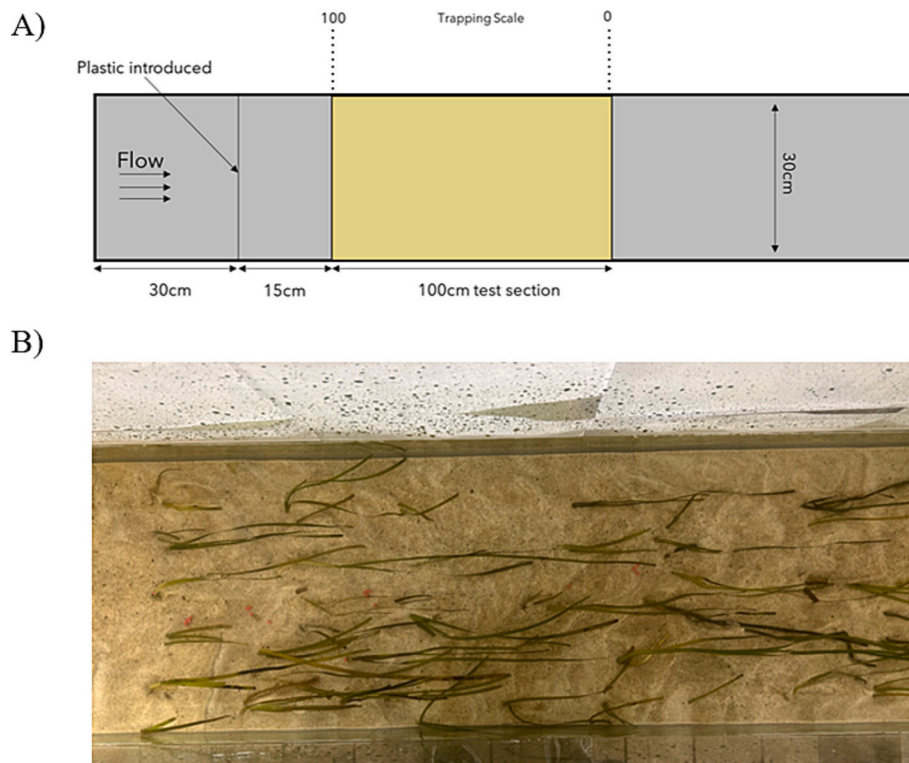 A)
100 Trapping Scale 0
Plastic introduced
Flow
30cm
30cm 15cm 100cm test section
B)